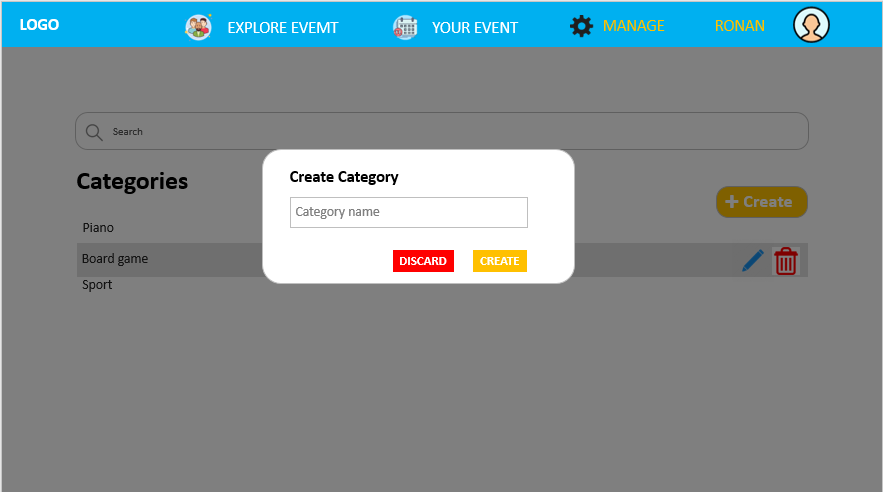 LOGO
EXPLORE EVEMT
YOUR EVENT
MANAGE
RONAN
Search
Create Category
Categories
Category name
+ Create
Piano
Board game
DISCARD
CREATE
Sport